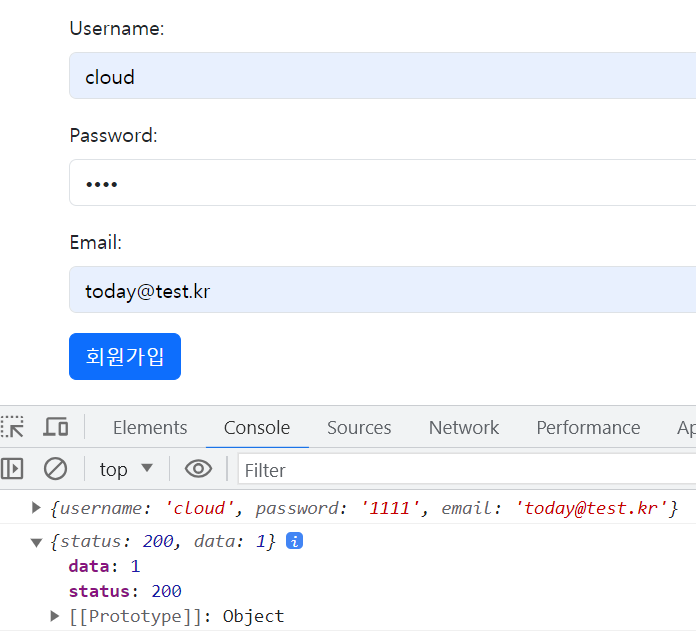 Username:
cloud
Password:
••••
Email:
today@test.kr
회원가입
Elements Console Sources Network Performance
top Filter
{username: 'cloud', password: '1111', email: 'today@test.kr'}
{status: 200, data: 1} i
data: 1
status: 200
[[Prototype]]: Object